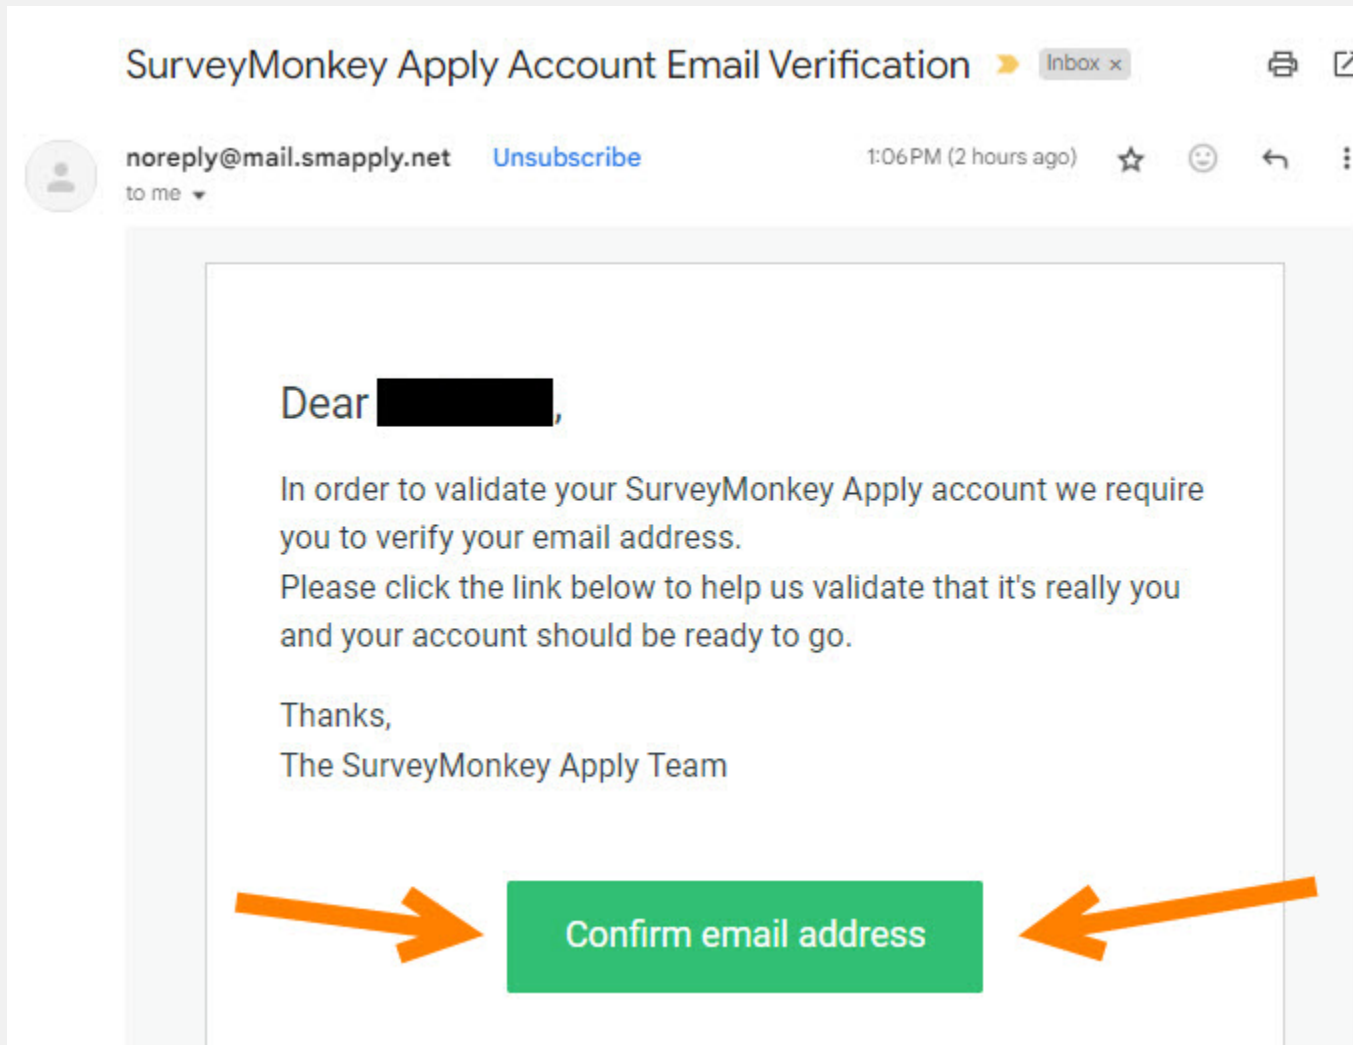 SurveyMonkey Apply Account Email Verification Inbox ×
noreply@mail.smapply.net Unsubscribe 1:06 PM (2 hours ago)
to me
Dear ,
In order to validate your SurveyMonkey Apply account we require
you to verify your email address.
Please click the link below to help us validate that it's really you
and your account should be ready to go.
Thanks,
The SurveyMonkey Apply Team
Confirm email address